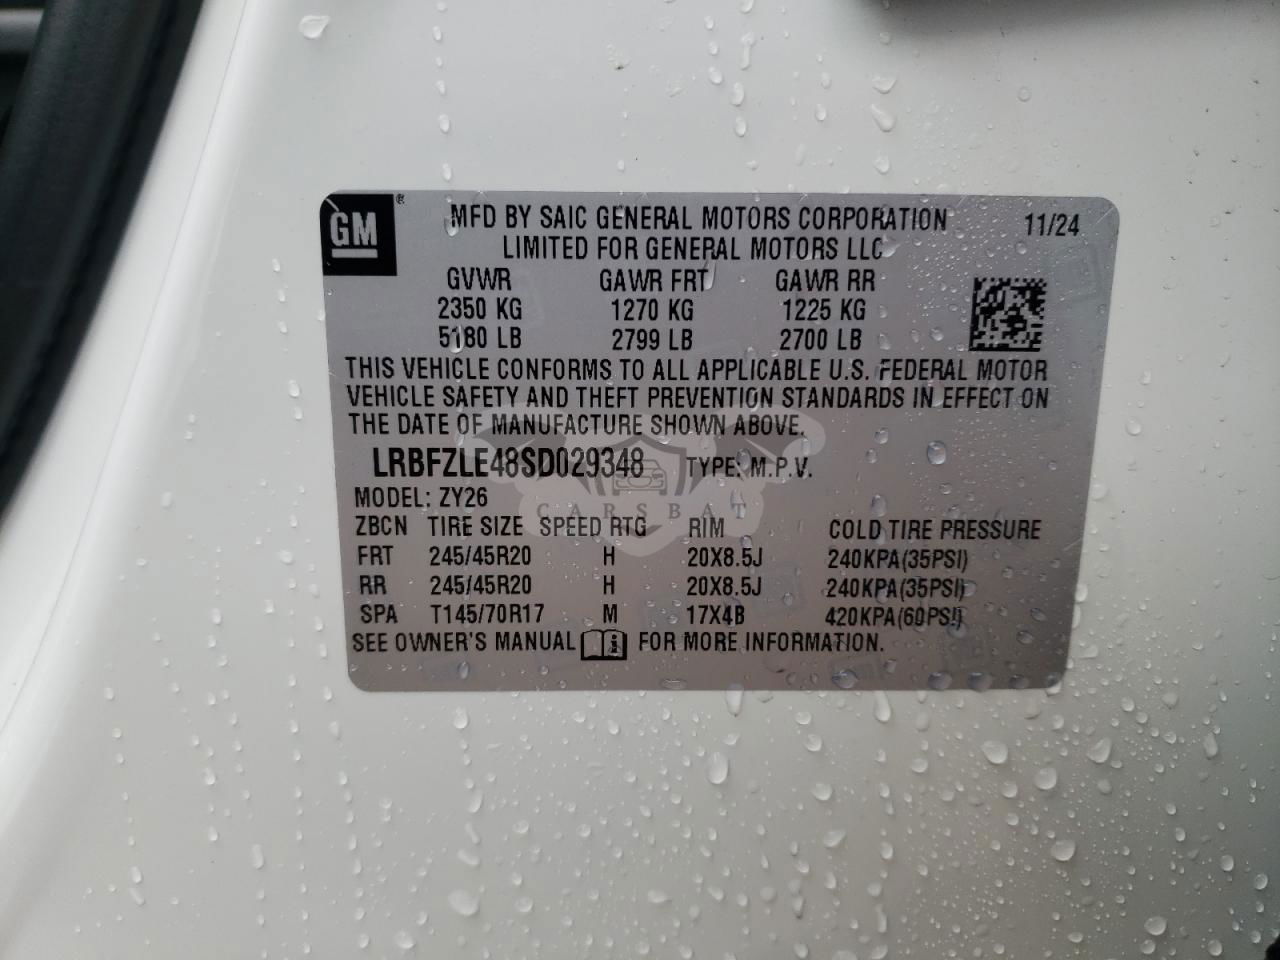 GM ®
MFD BY SAIC GENERAL MOTORS CORPORATION 11/24
LIMITED FOR GENERAL MOTORS LLC
GVWR GAWR FRT GAWR RR
2350 KG 1270 KG 1225 KG
5180 LB 2799 LB 2700 LB
THIS VEHICLE CONFORMS TO ALL APPLICABLE U.S. FEDERAL MOTOR
VEHICLE SAFETY AND THEFT PREVENTION STANDARDS IN EFFECT ON
THE DATE OF MANUFACTURE SHOWN ABOVE.
LRBFZLE48SD029348 TYPE: M.P.V.
MODEL: ZY26
CARSBAT
ZBCN TIRE SIZE SPEED RTG RIM COLD TIRE PRESSURE
FRT 245/45R20 H 20X8.5J 240KPA(35PSI)
RR 245/45R20 H 20X8.5J 240KPA(35PSI)
SPA T145/70R17 M 17X4B 420KPA(60PSI)
SEE OWNER'S MANUAL i FOR MORE INFORMATION.